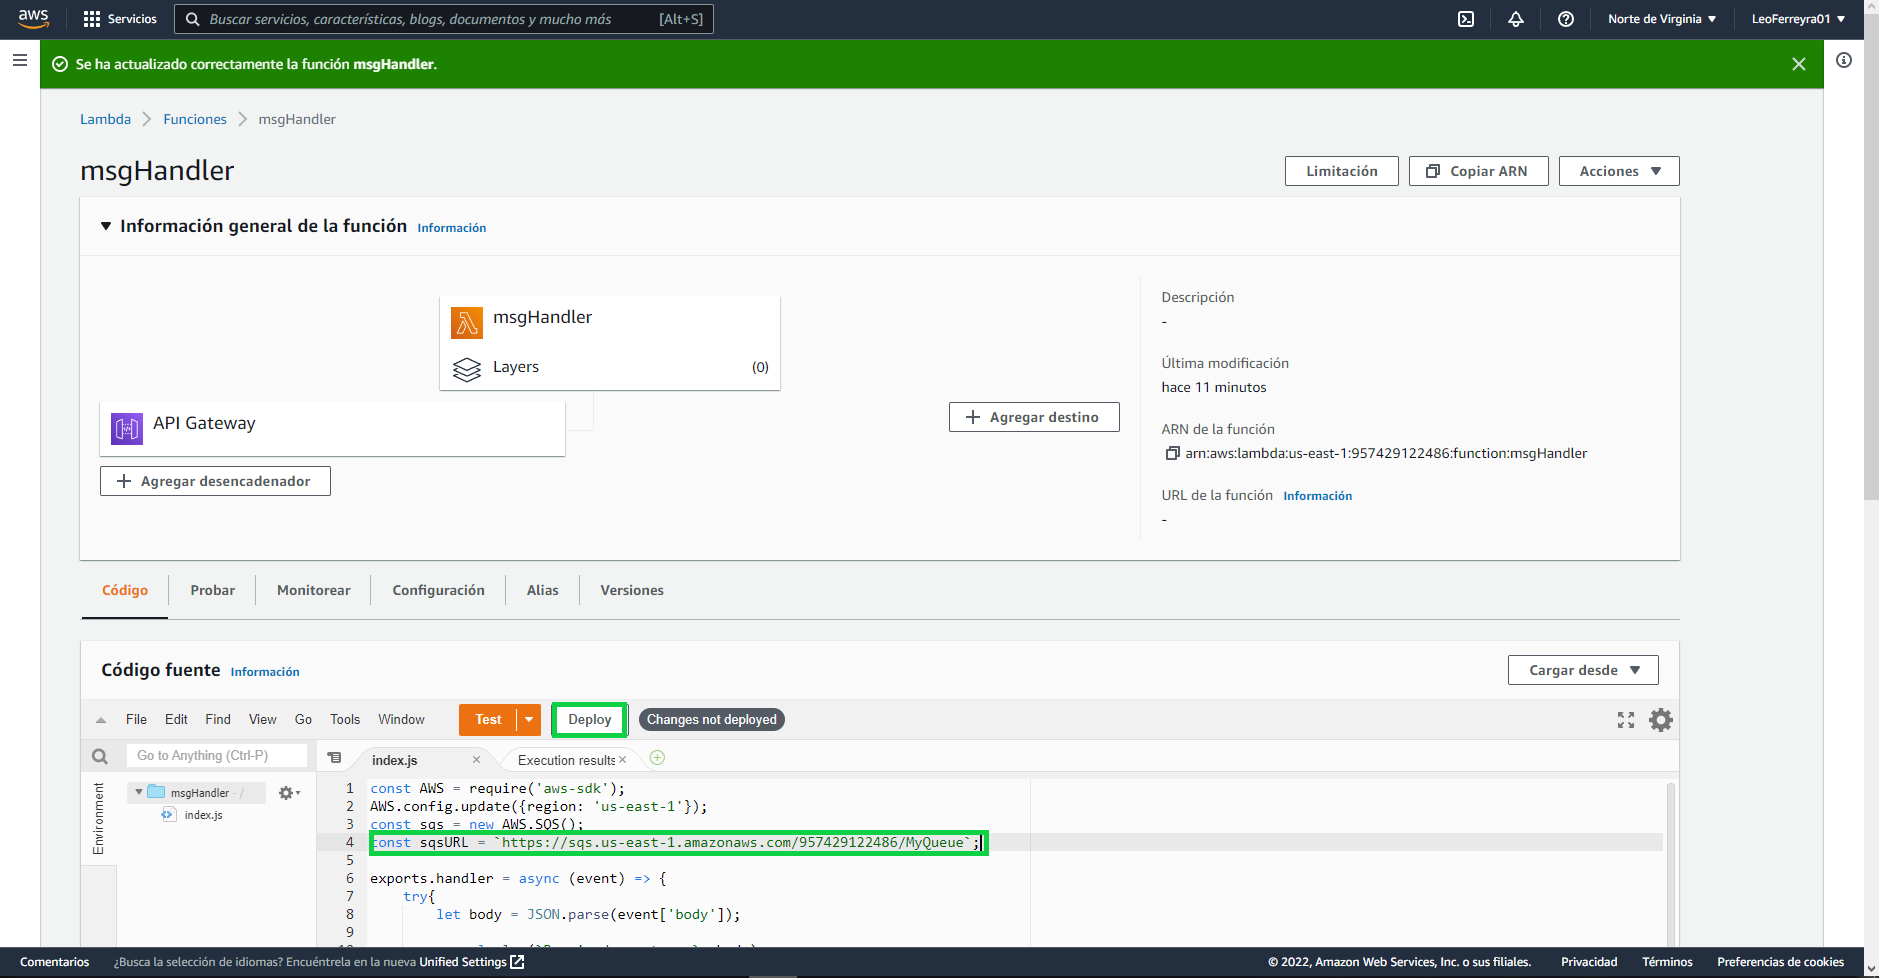 aws
Servicios
Buscar servicios, características, blogs, documentos y mucho más [Alt+S]
Norte de Virginia
LeoFerreyra01
Se ha actualizado correctamente la función msgHandler.
Lambda > Funciones > msgHandler
msgHandler
Limitación
Copiar ARN
Acciones
Información general de la función Información
msgHandler
Layers (0)
API Gateway
Agregar desencadenador
Agregar destino
Descripción
-
Última modificación
hace 11 minutos
ARN de la función
arn:aws:lambda:us-east-1:957429122486:function:msgHandler
URL de la función Información
-
Código
Probar
Monitorear
Configuración
Alias
Versiones
Código fuente Información
Cargar desde
File Edit Find View Go Tools Window
Test
Deploy
Changes not deployed
Go to Anything (Ctrl-P)
index.js ×
Execution results ×
Environment
msgHandler - /
index.js
1 const AWS = require('aws-sdk');
2 AWS.config.update({region: 'us-east-1'});
3 const sqs = new AWS.SQS();
4 const sqsURL = `https://sqs.us-east-1.amazonaws.com/957429122486/MyQueue`;
5
6 exports.handler = async (event) => {
7 try{
8 let body = JSON.parse(event['body']);
9
Comentarios
¿Busca la selección de idiomas? Encuéntrela en la nueva Unified Settings
© 2022, Amazon Web Services, Inc. o sus filiales.
Privacidad
Términos
Preferencias de cookies